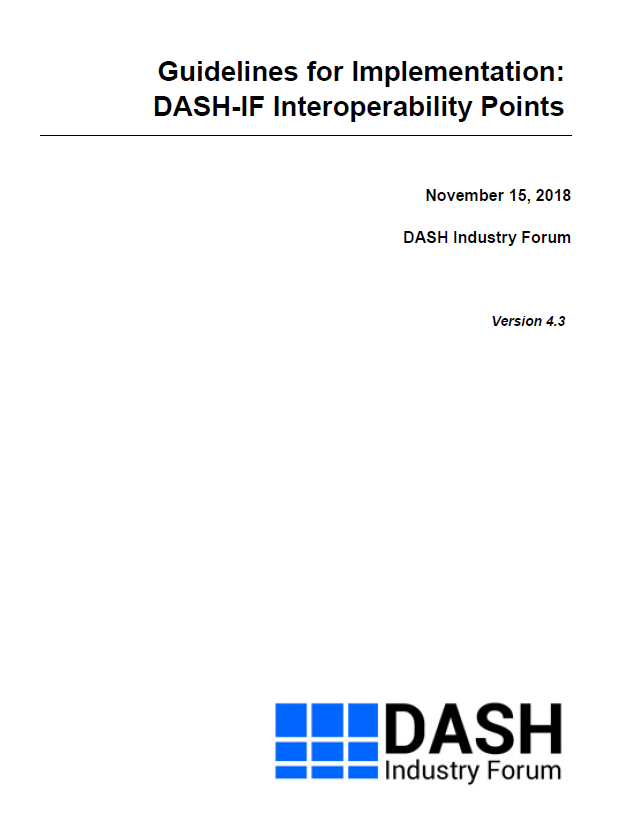 Guidelines for Implementation:
DASH-IF Interoperability Points
November 15, 2018
DASH Industry Forum
Version 4.3
DASH
Industry Forum